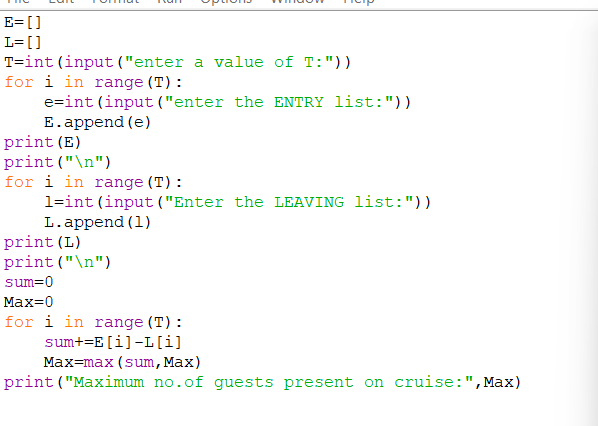 File Edit Format Run Options Window Help
E=[]
L=[]
T=int(input("enter a value of T:"))
for i in range(T):
    e=int(input("enter the ENTRY list:"))
    E.append(e)
print(E)
print("\n")
for i in range(T):
    l=int(input("Enter the LEAVING list:"))
    L.append(l)
print(L)
print("\n")
sum=0
Max=0
for i in range(T):
    sum+=E[i]-L[i]
    Max=max(sum,Max)
print("Maximum no.of guests present on cruise:",Max)